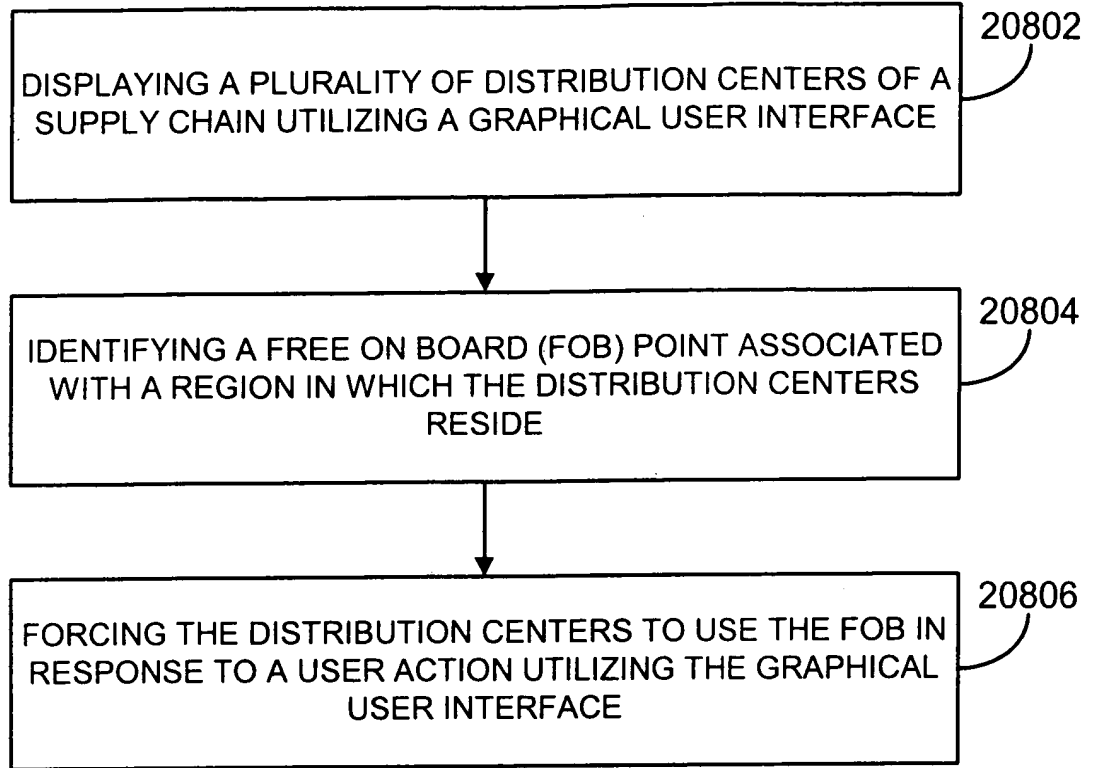 20802
DISPLAYING A PLURALITY OF DISTRIBUTION CENTERS OF A
SUPPLY CHAIN UTILIZING A GRAPHICAL USER INTERFACE
20804
IDENTIFYING A FREE ON BOARD (FOB) POINT ASSOCIATED
WITH A REGION IN WHICH THE DISTRIBUTION CENTERS
RESIDE
20806
FORCING THE DISTRIBUTION CENTERS TO USE THE FOB IN
RESPONSE TO A USER ACTION UTILIZING THE GRAPHICAL
USER INTERFACE